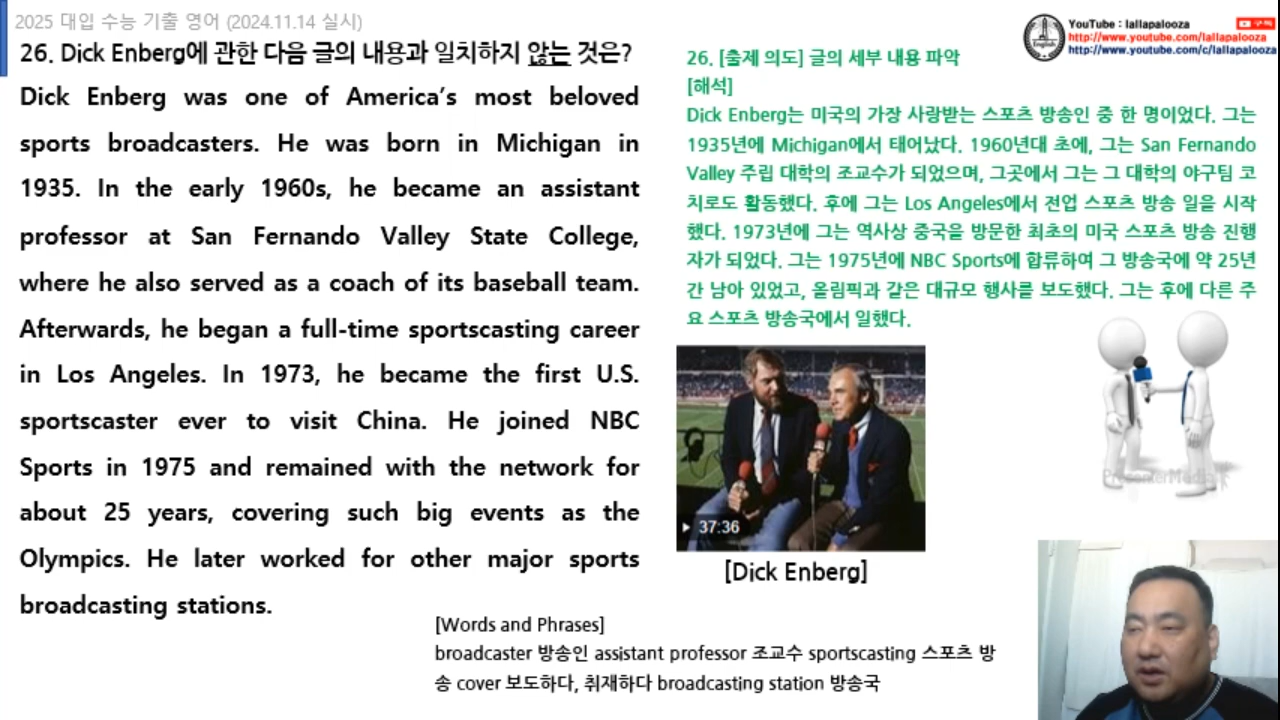 2025 대입 수능 기출 영어 (2024.11.14 실시)
26. Dick Enberg에 관한 다음 글의 내용과 일치하지 않는 것은?
Dick Enberg was one of America's most beloved
sports broadcasters. He was born in Michigan in
1935. In the early 1960s, he became an assistant
professor at San Fernando Valley State College,
where he also served as a coach of its baseball team.
Afterwards, he began a full-time sportscasting career
in Los Angeles. In 1973, he became the first U.S.
sportscaster ever to visit China. He joined NBC
Sports in 1975 and remained with the network for
about 25 years, covering such big events as the
Olympics. He later worked for other major sports
broadcasting stations.
YouTube : lallapalooza
구독
http://www.youtube.com/lallapalooza
http://www.youtube.com/c/lallapalooza
English
26. [출제 의도] 글의 세부 내용 파악
[해석]
Dick Enberg는 미국의 가장 사랑받는 스포츠 방송인 중 한 명이었다. 그는
1935년에 Michigan에서 태어났다. 1960년대 초에, 그는 San Fernando
Valley 주립 대학의 조교수가 되었으며, 그곳에서 그는 그 대학의 야구팀 코
치로도 활동했다. 후에 그는 Los Angeles에서 전업 스포츠 방송 일을 시작
했다. 1973년에 그는 역사상 중국을 방문한 최초의 미국 스포츠 방송 진행
자가 되었다. 그는 1975년에 NBC Sports에 합류하여 그 방송국에 약 25년
간 남아 있었고, 올림픽과 같은 대규모 행사를 보도했다. 그는 후에 다른 주
요 스포츠 방송국에서 일했다.
37:36
[Dick Enberg]
PresenterMedia
[Words and Phrases]
broadcaster 방송인 assistant professor 조교수 sportscasting 스포츠 방
송 cover 보도하다, 취재하다 broadcasting station 방송국